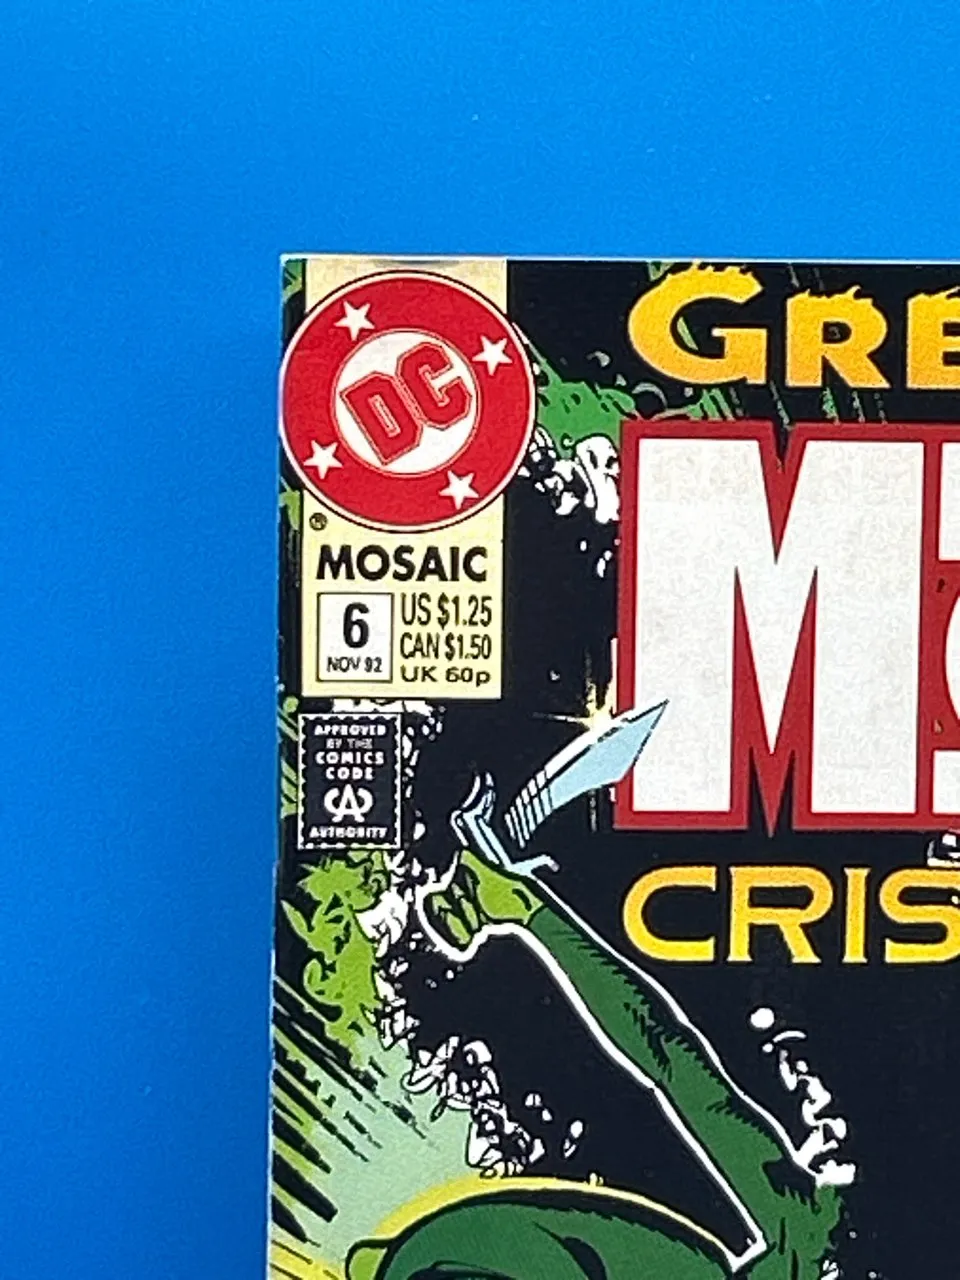 DC
®
MOSAIC
6
NOV 92
US $1.25
CAN $1.50
UK 60p
APPROVED
BY THE
COMICS
CODE
CA
AUTHORITY
GRE
M
CRIS